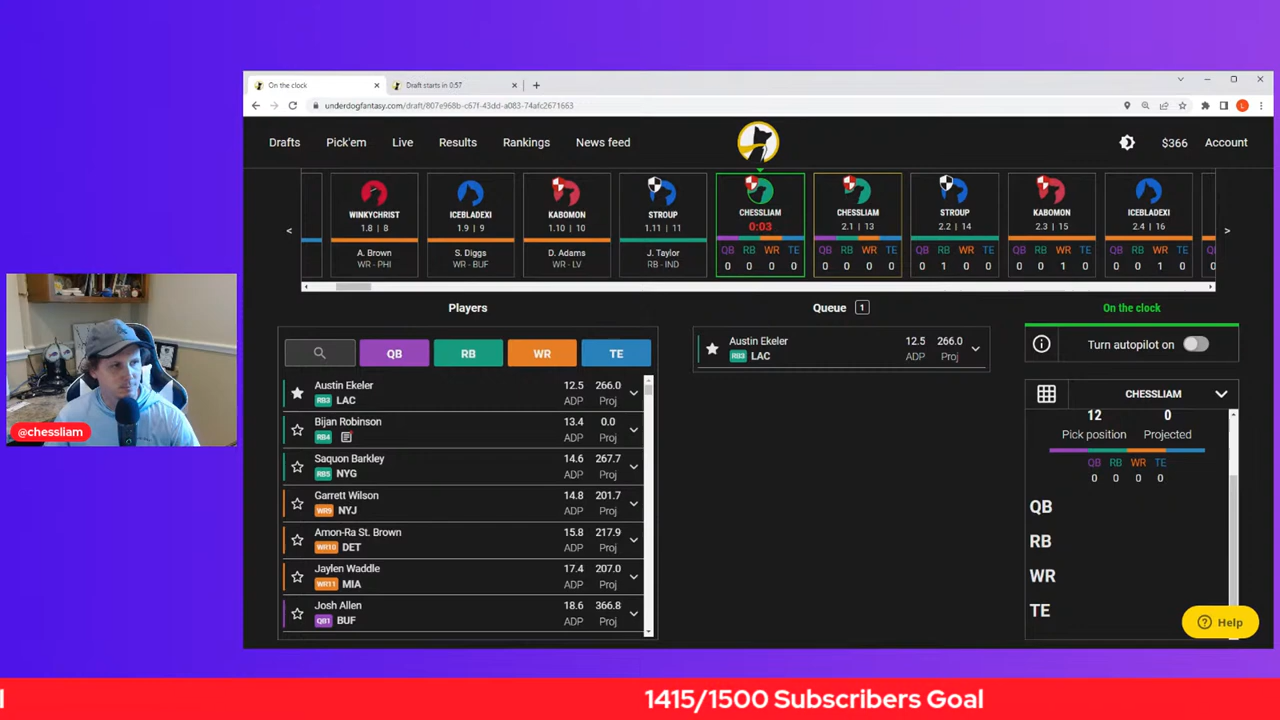 On the clock
Draft starts in 0:57
underdogfantasy.com/draft/807e968b-c67f-43dd-a083-74afc2671663
Drafts
Pick'em
Live
Results
Rankings
News feed
$366
Account
WINKYCHRIST
1.8 | 8
A. Brown
WR - PHI
ICEBLADEXI
1.9 | 9
S. Diggs
WR - BUF
KABOMON
1.10 | 10
D. Adams
WR - LV
STROUP
1.11 | 11
J. Taylor
RB - IND
CHESSLIAM
0:03
QB RB WR TE
0 0 0 0
CHESSLIAM
2.1 | 13
QB RB WR TE
0 0 0 0
STROUP
2.2 | 14
QB RB WR TE
0 1 0 0
KABOMON
2.3 | 15
QB RB WR TE
0 0 1 0
ICEBLADEXI
2.4 | 16
QB RB WR TE
0 0 1 0
Players
QB
RB
WR
TE
Austin Ekeler 12.5 266.0
RB3 LAC ADP Proj
Bijan Robinson 13.4 0.0
RB4 ADP Proj
Saquon Barkley 14.6 267.7
RB5 NYG ADP Proj
Garrett Wilson 14.8 201.7
WR9 NYJ ADP Proj
Amon-Ra St. Brown 15.8 217.9
WR10 DET ADP Proj
Jaylen Waddle 17.4 207.0
WR11 MIA ADP Proj
Josh Allen 18.6 366.8
QB1 BUF ADP Proj
Queue 1
Austin Ekeler 12.5 266.0
RB3 LAC ADP Proj
On the clock
Turn autopilot on
CHESSLIAM
12 0
Pick position Projected
QB RB WR TE
0 0 0 0
QB
RB
WR
TE
Help
@chessliam
1415/1500 Subscribers Goal